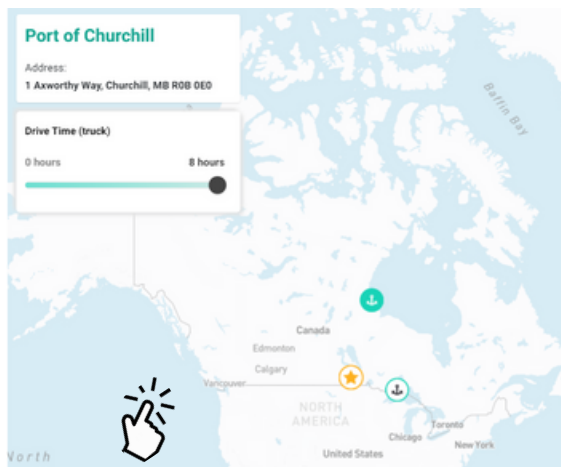 Port of Churchill
Address:
1 Axworthy Way, Churchill, MB R0B 0E0
Drive Time (truck)
0 hours 8 hours
Baffin Bay
Canada
Edmonton
Calgary
Vancouver
NORTH
AMERICA
Toronto
Chicago
New York
North
United States